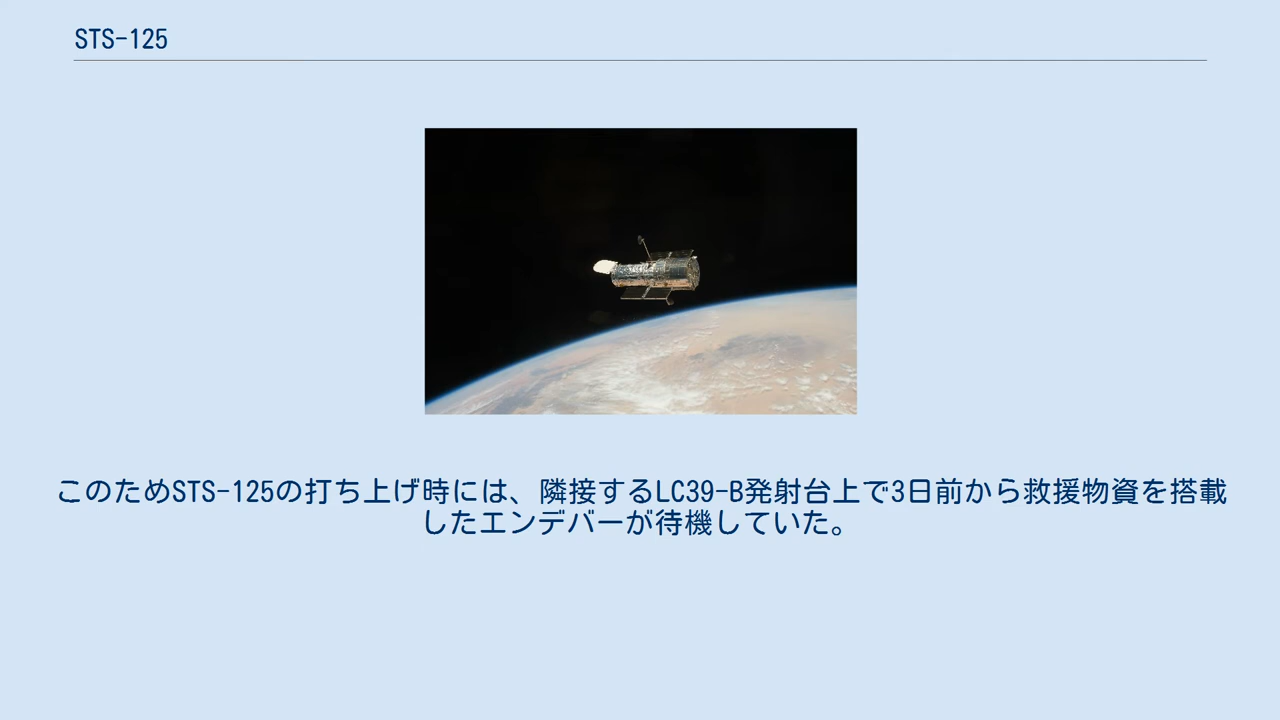 STS-125
このためSTS-125の打ち上げ時には、隣接するLC39-B発射台上で3日前から救援物資を搭載
したエンデバーが待機していた。